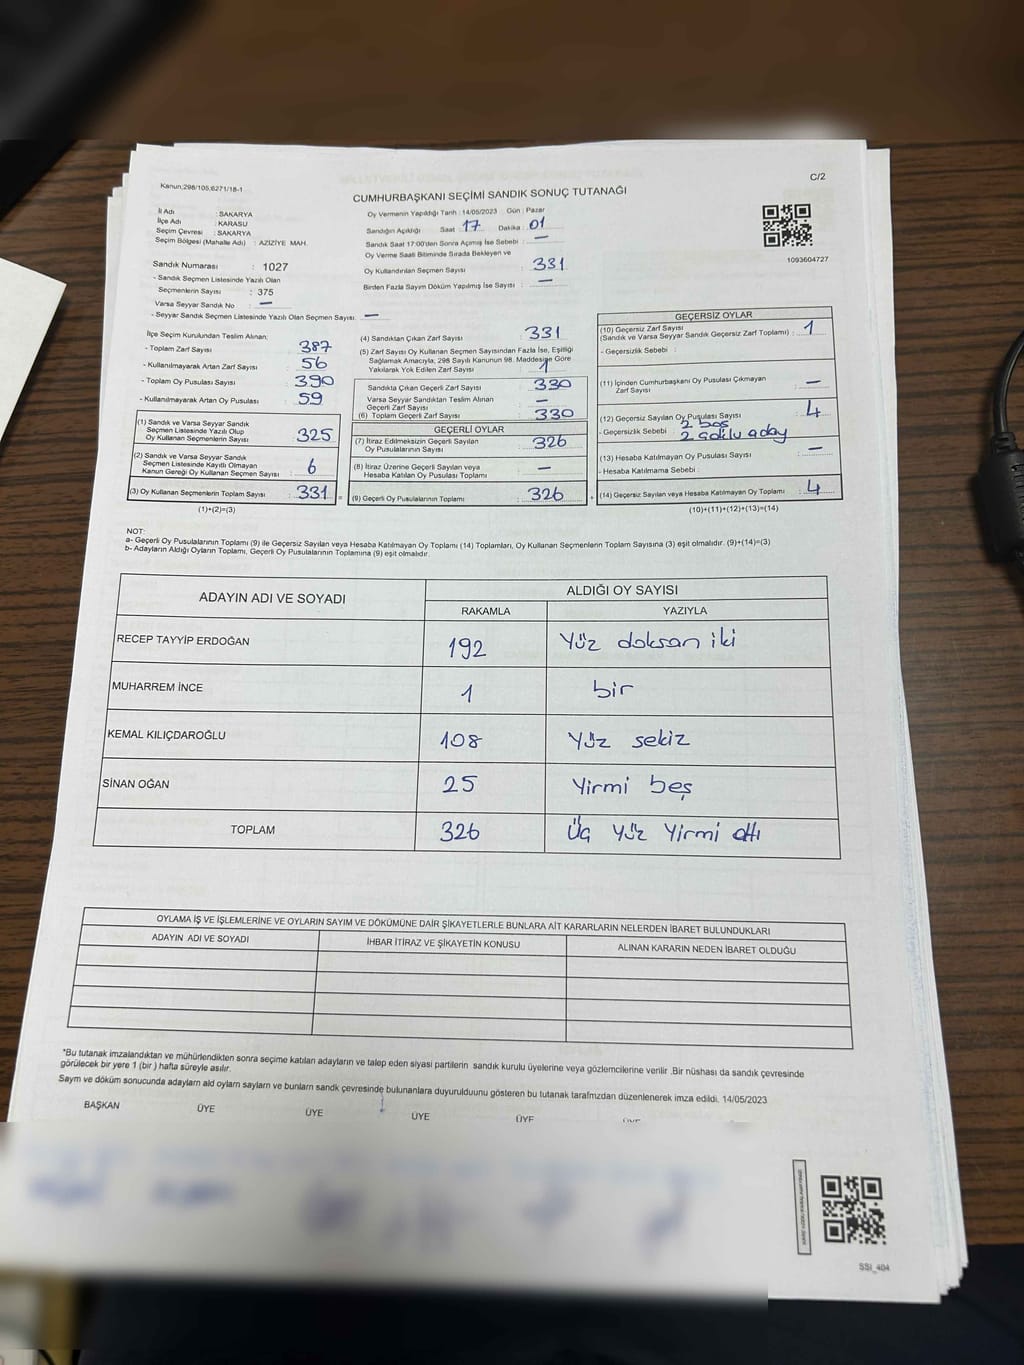 C/2
Kanun;298/105,6271/18-1
CUMHURBAŞKANI SEÇİMİ SANDIK SONUÇ TUTANAĞI
İl Adı : SAKARYA
İlçe Adı : KARASU
Seçim Çevresi : SAKARYA
Seçim Bölgesi (Mahalle Adı) : AZİZİYE MAH.
Sandık Numarası : 1027
- Sandık Seçmen Listesinde Yazılı Olan
Seçmenlerin Sayısı : 375
Varsa Seyyar Sandık No : —
- Seyyar Sandık Seçmen Listesinde Yazılı Olan Seçmen Sayısı : —
Oy Vermenin Yapıldığı Tarih : 14/05/2023 Gün : Pazar
Sandığın Açıldığı Saat : 17 Dakika : 01
Sandık Saat 17:00'den Sonra Açılmış İse Sebebi : —
Oy Verme Saati Bitiminde Sırada Bekleyen ve
Oy Kullandırılan Seçmen Sayısı : 331
Birden Fazla Sayım Döküm Yapılmış İse Sayısı : —
1093604727
İlçe Seçim Kurulundan Teslim Alınan;
- Toplam Zarf Sayısı : 387
- Kullanılmayarak Artan Zarf Sayısı : 56
- Toplam Oy Pusulası Sayısı : 390
- Kullanılmayarak Artan Oy Pusulası : 59
(1) Sandık ve Varsa Seyyar Sandık
Seçmen Listesinde Yazılı Olup
Oy Kullanan Seçmenlerin Sayısı : 325
(2) Sandık ve Varsa Seyyar Sandık
Seçmen Listesinde Kayıtlı Olmayan
Kanun Gereği Oy Kullanan Seçmen Sayısı : 6
(3) Oy Kullanan Seçmenlerin Toplam Sayısı : 331
(1)+(2)=(3)
=
(4) Sandıktan Çıkan Zarf Sayısı : 331
(5) Zarf Sayısı Oy Kullanan Seçmen Sayısından Fazla İse, Eşitliği
Sağlamak Amacıyla; 298 Sayılı Kanunun 98. Maddesine Göre
Yakılarak Yok Edilen Zarf Sayısı : 1
Sandıkta Çıkan Geçerli Zarf Sayısı : 330
Varsa Seyyar Sandıktan Teslim Alınan
Geçerli Zarf Sayısı : —
(6) Toplam Geçerli Zarf Sayısı : 330
GEÇERLİ OYLAR
(7) İtiraz Edilmeksizin Geçerli Sayılan
Oy Pusulalarının Sayısı : 326
(8) İtiraz Üzerine Geçerli Sayılan veya
Hesaba Katılan Oy Pusulası Toplamı : —
(9) Geçerli Oy Pusulalarının Toplamı : 326
+
GEÇERSİZ OYLAR
(10) Geçersiz Zarf Sayısı
(Sandık ve Varsa Seyyar Sandık Geçersiz Zarf Toplamı) : 1
- Geçersizlik Sebebi :
(11) İçinden Cumhurbaşkanı Oy Pusulası Çıkmayan
Zarf Sayısı : —
(12) Geçersiz Sayılan Oy Pusulası Sayısı : 4
- Geçersizlik Sebebi : 2 boş
2 çoklu aday
(13) Hesaba Katılmayan Oy Pusulası Sayısı : —
- Hesaba Katılmama Sebebi :
(14) Geçersiz Sayılan veya Hesaba Katılmayan Oy Toplamı : 4
(10)+(11)+(12)+(13)=(14)
NOT:
a- Geçerli Oy Pusulalarının Toplamı (9) ile Geçersiz Sayılan veya Hesaba Katılmayan Oy Toplamı (14) Toplamları, Oy Kullanan Seçmenlerin Toplam Sayısına (3) eşit olmalıdır. (9)+(14)=(3)
b- Adayların Aldığı Oyların Toplamı, Geçerli Oy Pusulalarının Toplamına (9) eşit olmalıdır.
ADAYIN ADI VE SOYADI ALDIĞI OY SAYISI
RAKAMLA YAZIYLA
RECEP TAYYİP ERDOĞAN 192 Yüz doksan iki
MUHARREM İNCE 1 bir
KEMAL KILIÇDAROĞLU 108 Yüz sekiz
SİNAN OĞAN 25 Yirmi beş
TOPLAM 326 Üç Yüz Yirmi altı
OYLAMA İŞ VE İŞLEMLERİNE VE OYLARIN SAYIM VE DÖKÜMÜNE DAİR ŞİKAYETLERLE BUNLARA AİT KARARLARIN NELERDEN İBARET BULUNDUKLARI
ADAYIN ADI VE SOYADI İHBAR İTİRAZ VE ŞİKAYETİN KONUSU ALINAN KARARIN NEDEN İBARET OLDUĞU
*Bu tutanak imzalandıktan ve mühürlendikten sonra seçime katılan adayların ve talep eden siyasi partilerin sandık kurulu üyelerine veya gözlemcilerine verilir .Bir nüshası da sandık çevresinde
görülecek bir yere 1 (bir ) hafta süreyle asılır.
Saym ve döküm sonucunda adaylarn ald oylarn saylarn ve bunlarn sandk çevresinde bulunanlara duyurulduunu gösteren bu tutanak tarafmzdan düzenlenerek imza edildi. 14/05/2023
BAŞKAN ÜYE ÜYE ÜYE ÜYE ÜYE
SSI_404